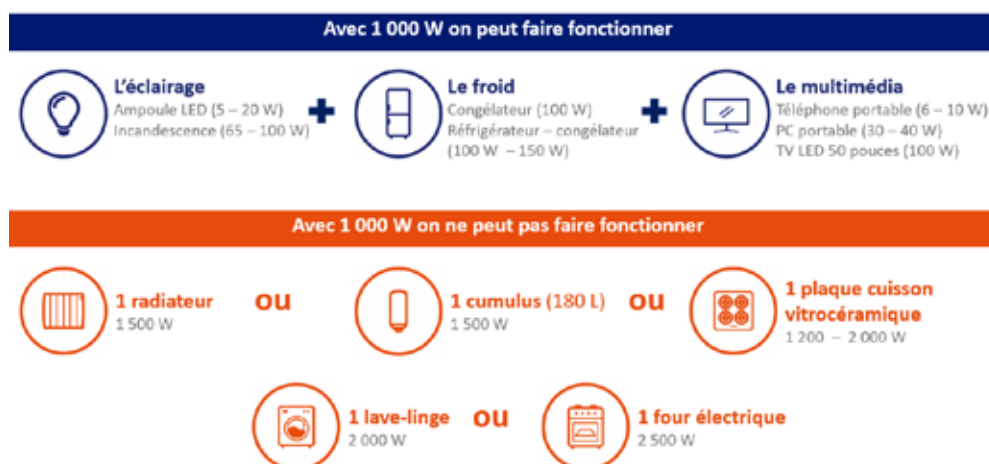 Avec 1 000 W on peut faire fonctionner
L'éclairage
Ampoule LED (5 – 20 W)
Incandescence (65 – 100 W)
+
Le froid
Congélateur (100 W)
Réfrigérateur – congélateur
(100 W – 150 W)
+
Le multimédia
Téléphone portable (6 – 10 W)
PC portable (30 – 40 W)
TV LED 50 pouces (100 W)
Avec 1 000 W on ne peut pas faire fonctionner
1 radiateur
1 500 W
ou
1 cumulus (180 L)
1 500 W
ou
1 plaque cuisson
vitrocéramique
1 200 – 2 000 W
1 lave-linge
2 000 W
ou
1 four électrique
2 500 W